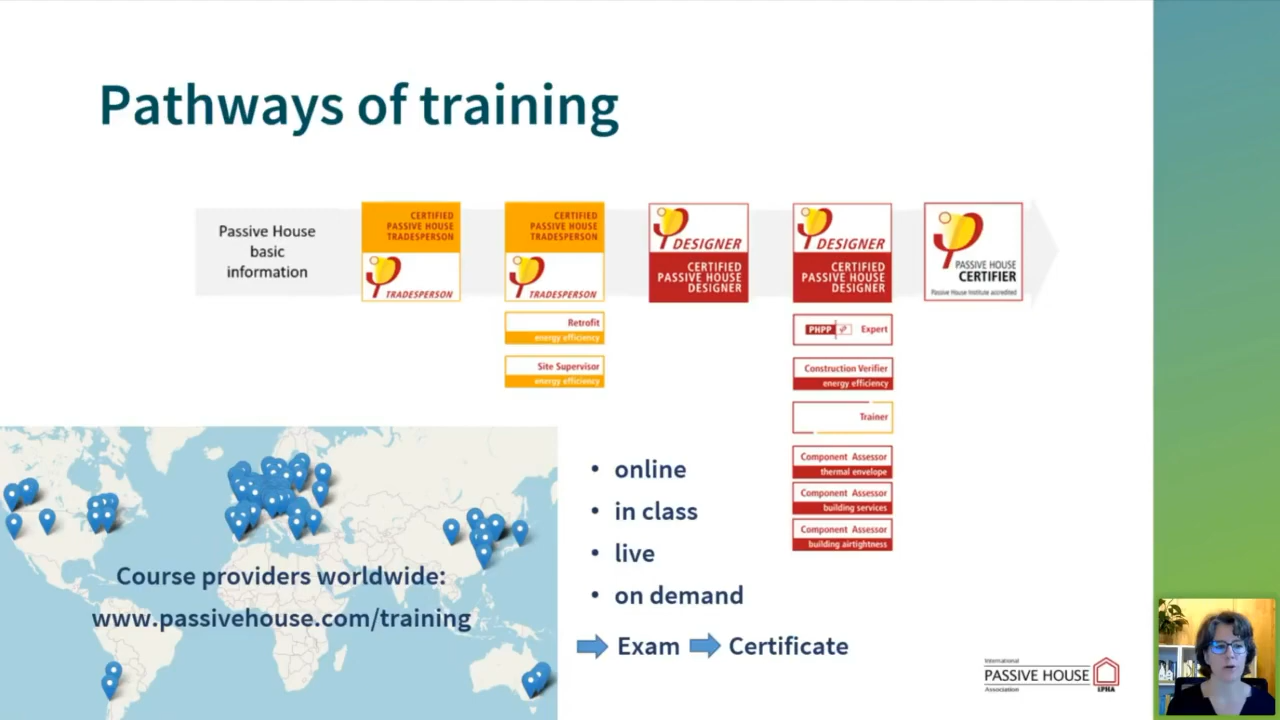 Pathways of training
Passive House
basic
information
CERTIFIED
PASSIVE HOUSE
TRADESPERSON
TRADESPERSON
CERTIFIED
PASSIVE HOUSE
TRADESPERSON
TRADESPERSON
Retrofit
energy efficiency
Site Supervisor
energy efficiency
DESIGNER
CERTIFIED
PASSIVE HOUSE
DESIGNER
DESIGNER
CERTIFIED
PASSIVE HOUSE
DESIGNER
PHPP Expert
Construction Verifier
energy efficiency
Trainer
Component Assessor
thermal envelope
Component Assessor
building services
Component Assessor
building airtightness
PASSIVE HOUSE
CERTIFIER
Passive House Institute accredited
Course providers worldwide:
www.passivehouse.com/training
• online
• in class
• live
• on demand
Exam Certificate
International
PASSIVE HOUSE
Association
iPHA